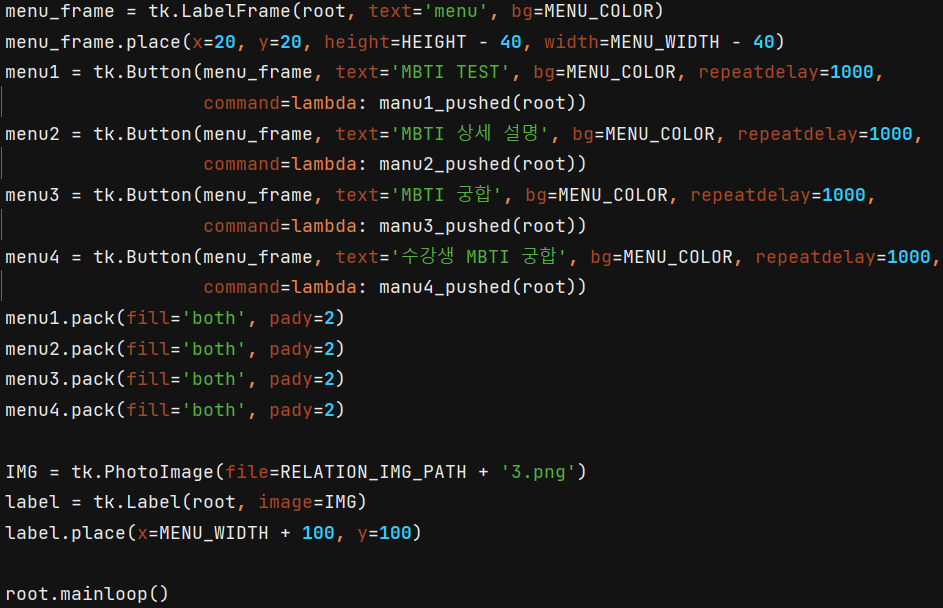 menu_frame = tk.LabelFrame(root, text='menu', bg=MENU_COLOR)
menu_frame.place(x=20, y=20, height=HEIGHT - 40, width=MENU_WIDTH - 40)
menu1 = tk.Button(menu_frame, text='MBTI TEST', bg=MENU_COLOR, repeatdelay=1000,
                  command=lambda: manu1_pushed(root))
menu2 = tk.Button(menu_frame, text='MBTI 상세 설명', bg=MENU_COLOR, repeatdelay=1000,
                  command=lambda: manu2_pushed(root))
menu3 = tk.Button(menu_frame, text='MBTI 궁합', bg=MENU_COLOR, repeatdelay=1000,
                  command=lambda: manu3_pushed(root))
menu4 = tk.Button(menu_frame, text='수강생 MBTI 궁합', bg=MENU_COLOR, repeatdelay=1000,
                  command=lambda: manu4_pushed(root))
menu1.pack(fill='both', pady=2)
menu2.pack(fill='both', pady=2)
menu3.pack(fill='both', pady=2)
menu4.pack(fill='both', pady=2)

IMG = tk.PhotoImage(file=RELATION_IMG_PATH + '3.png')
label = tk.Label(root, image=IMG)
label.place(x=MENU_WIDTH + 100, y=100)

root.mainloop()